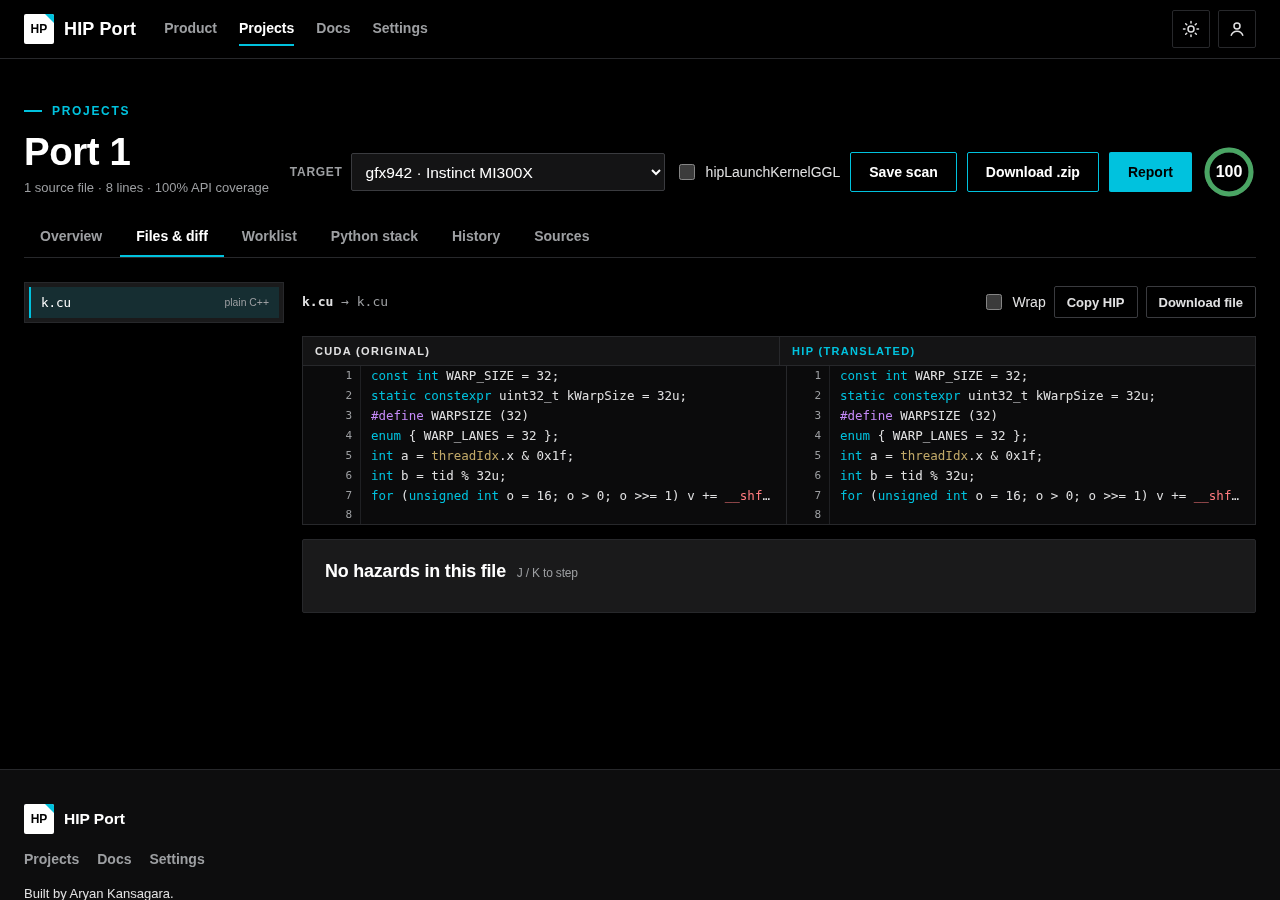 HP HIP Port Product Projects Docs Settings
PROJECTS
Port 1
1 source file · 8 lines · 100% API coverage
TARGET gfx942 · Instinct MI300X hipLaunchKernelGGL Save scan Download .zip Report 100
Overview Files & diff Worklist Python stack History Sources
k.cu plain C++
k.cu → k.cu Wrap Copy HIP Download file
CUDA (ORIGINAL) HIP (TRANSLATED)
1 const int WARP_SIZE = 32; 1 const int WARP_SIZE = 32;
2 static constexpr uint32_t kWarpSize = 32u; 2 static constexpr uint32_t kWarpSize = 32u;
3 #define WARPSIZE (32) 3 #define WARPSIZE (32)
4 enum { WARP_LANES = 32 }; 4 enum { WARP_LANES = 32 };
5 int a = threadIdx.x & 0x1f; 5 int a = threadIdx.x & 0x1f;
6 int b = tid % 32u; 6 int b = tid % 32u;
7 for (unsigned int o = 16; o > 0; o >>= 1) v += __shf… 7 for (unsigned int o = 16; o > 0; o >>= 1) v += __shf…
8 8
No hazards in this file J / K to step
HP HIP Port
Projects Docs Settings
Built by Aryan Kansagara.